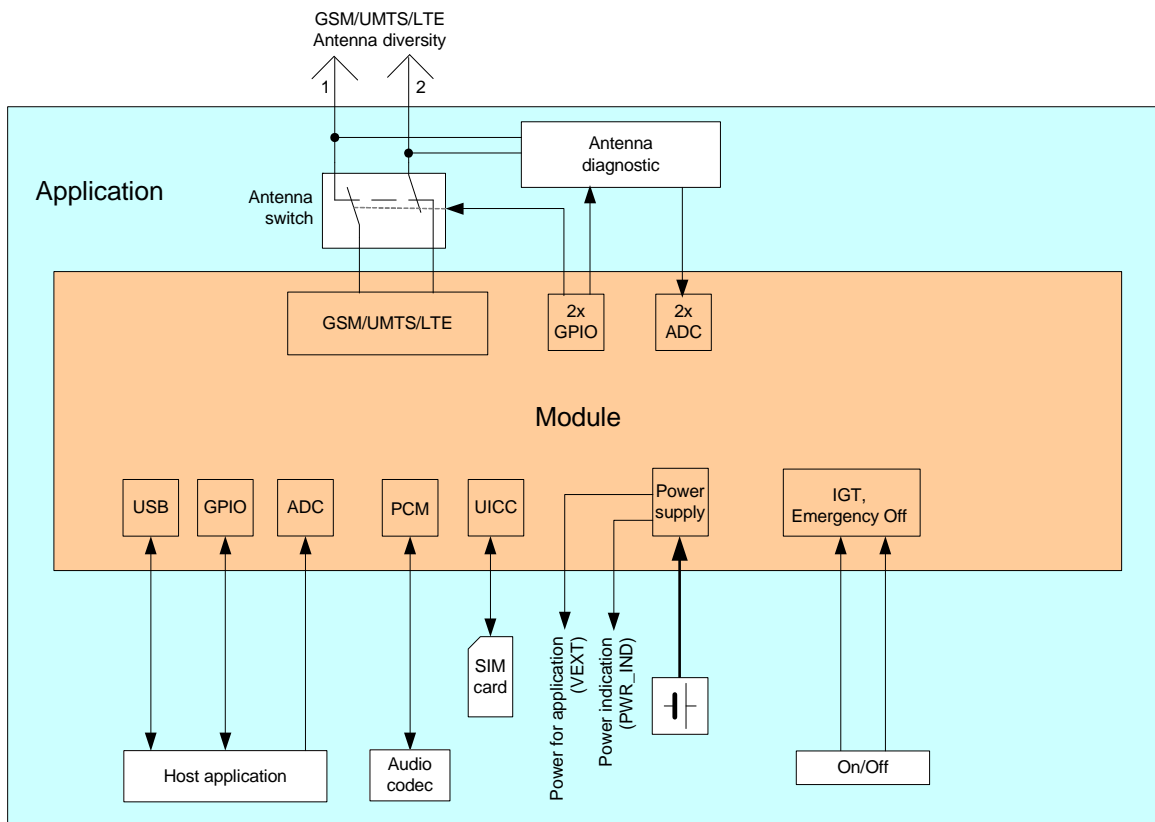 GSM/UMTS/LTE
Antenna diversity
1
2
Antenna
diagnostic
Application
Antenna
switch
GSM/UMTS/LTE
2x
GPIO
2x
ADC
Module
USB
GPIO
ADC
PCM
UICC
Power
supply
IGT,
Emergency Off
SIM
card
Power for application
(VEXT)
Power indication
(PWR_IND)
Host application
Audio
codec
On/Off